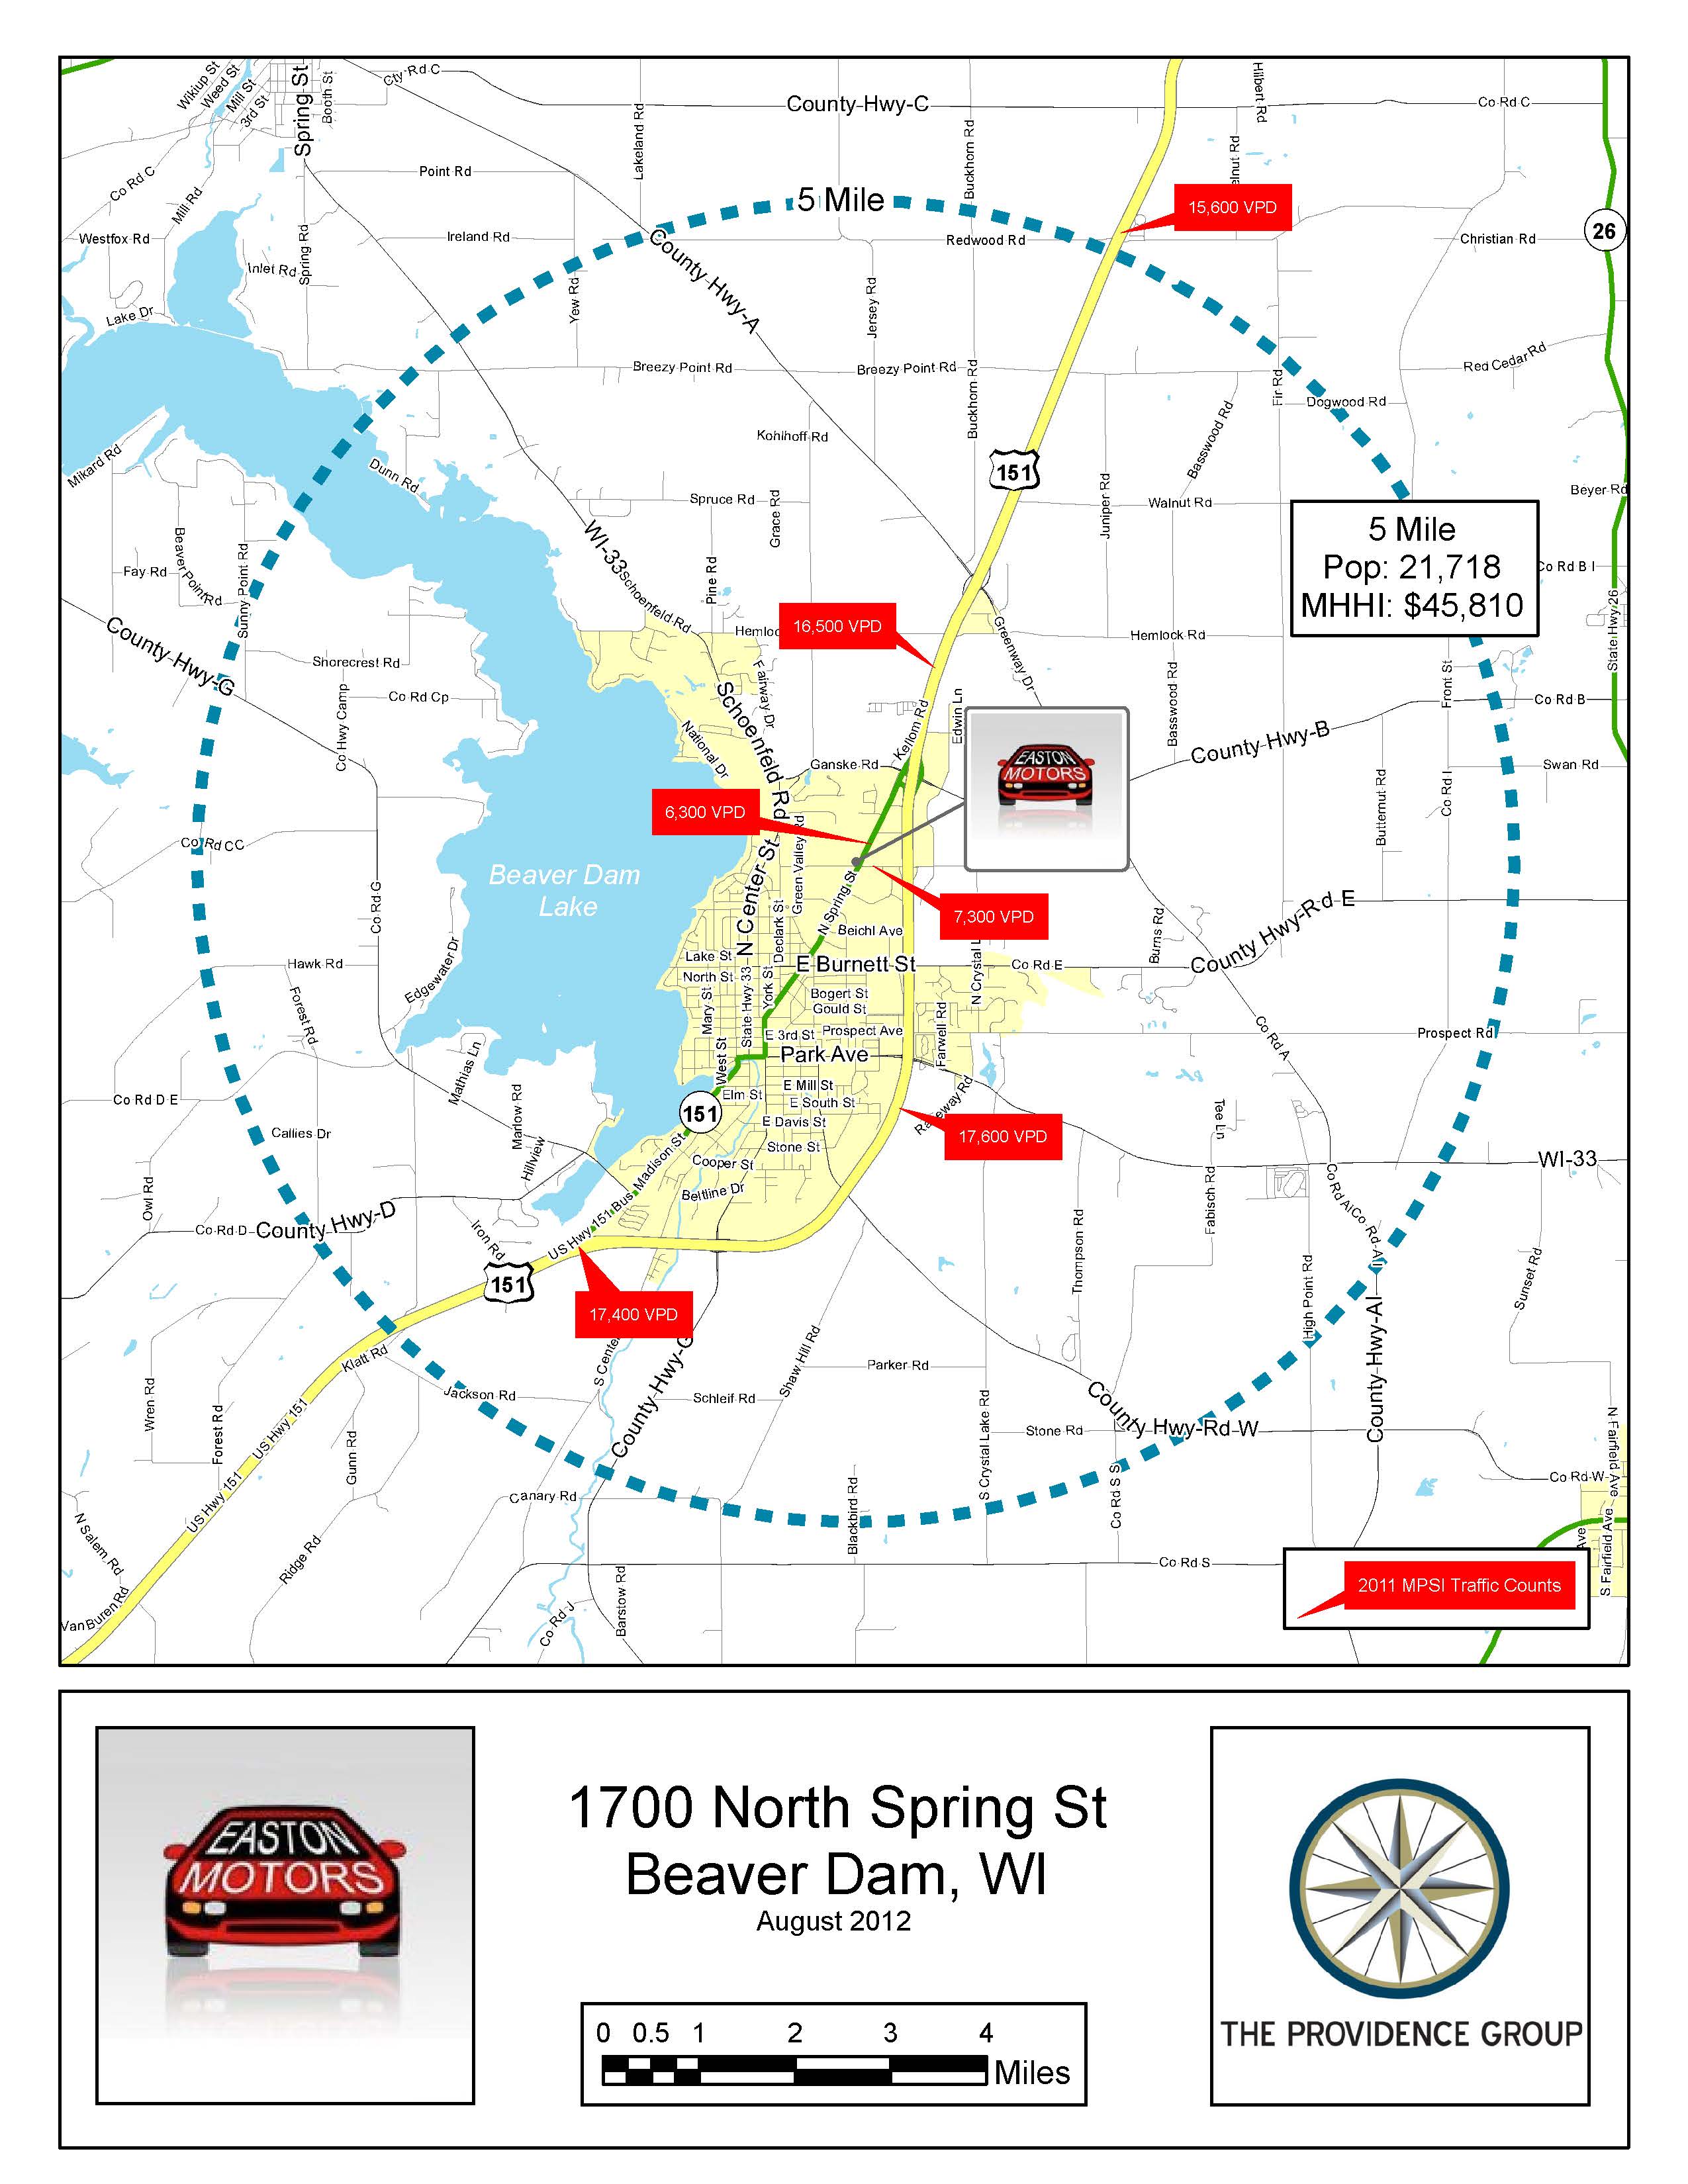 Wikiup St
Weed St
Mill St
3rd St
Spring St
Booth St
Cty Rd C
Lakeland Rd
County-Hwy-C
Buckhorn Rd
Hilbert Rd
Co Rd C
Co Rd C
Mill Rd
Point Rd
elnut Rd
5 Mile
15,600 VPD
Westfox Rd
Spring Rd
Ireland Rd
Redwood Rd
Christian Rd
26
Inlet Rd
County-Hwy-A
Yew Rd
Jersey Rd
Lake Dr
Breezy Point Rd
Breezy Point Rd
Buckhorn Rd
Fir Rd
Red Cedar Rd
Dogwood Rd
Kohlhoff Rd
Basswood Rd
Mikard Rd
Dunn Rd
151
Spruce Rd
Grace Rd
Juniper Rd
Walnut Rd
Beyer Rd
5 Mile
Pop: 21,718
MHHI: $45,810
Beaver Point Rd
Sunny Point Rd
Fay Rd
WI-33
Schoenfeld Rd
Pine Rd
Co Rd B I
State Hwy 26
Hemloc
16,500 VPD
Greenway Dr
Hemlock Rd
County-Hwy-G
Shorecrest Rd
Fairway Dr
Basswood Rd
Front St
Co Rd Cp
Co Hwy Camp
Schoenfeld Rd
National Dr
Kellom Rd
Edwin Ln
Co Rd B
County-Hwy-B
EASTON
MOTORS
Ganske Rd
Butternut Rd
Co Rd I
Swan Rd
6,300 VPD
Green Valley Rd
Co Rd CC
Beaver Dam
Lake
N Center St
N Spring St
7,300 VPD
Co Rd G
Declark St
Beichl Ave
Burns Rd
County Hwy-Rd-E
Edgewater Dr
Hawk Rd
Lake St
North St
E Burnett St
N Crystal L
Co Rd E
Forest Rd
Mary St
State Hwy 33
York St
Bogert St
Gould St
E 3rd St
Prospect Ave
Farwell Rd
Co Rd A
Prospect Rd
Park Ave
West St
Mathias Ln
Marlow Rd
E Mill St
Elm St
E South St
Raceway Rd
Co Rd D E
151
E Davis St
Tee Ln
17,600 VPD
Callies Dr
Hillview
Madison St
Stone St
Cooper St
WI-33
Owl Rd
Beltline Dr
Fabisch Rd
Co Rd Al
Co Rd Al
Co Rd D
County Hwy-D
Iron Rd
US Hwy 151 Bus
Thompson Rd
High Point Rd
Sunset Rd
151
17,400 VPD
Klatt Rd
S Center
County-Hwy-G
Shaw Hill Rd
Parker Rd
County-Hwy-Al
Wren Rd
Forest Rd
US Hwy 151
Gunn Rd
Jackson Rd
Schleif Rd
S Crystal Lake Rd
County Hwy-Rd-W
Stone Rd
N Fairfield Ave
US Hwy 151
Canary Rd
Blackbird Rd
Co Rd S S
Co Rd W
N Salem Rd
Ridge Rd
Co Rd S
Ave
S Fairfield Ave
Van Buren Rd
Co Rd J
Barstow Rd
2011 MPSI Traffic Counts
EASTON
MOTORS
1700 North Spring St
Beaver Dam, WI
August 2012
0 0.5 1 2 3 4
Miles
THE PROVIDENCE GROUP